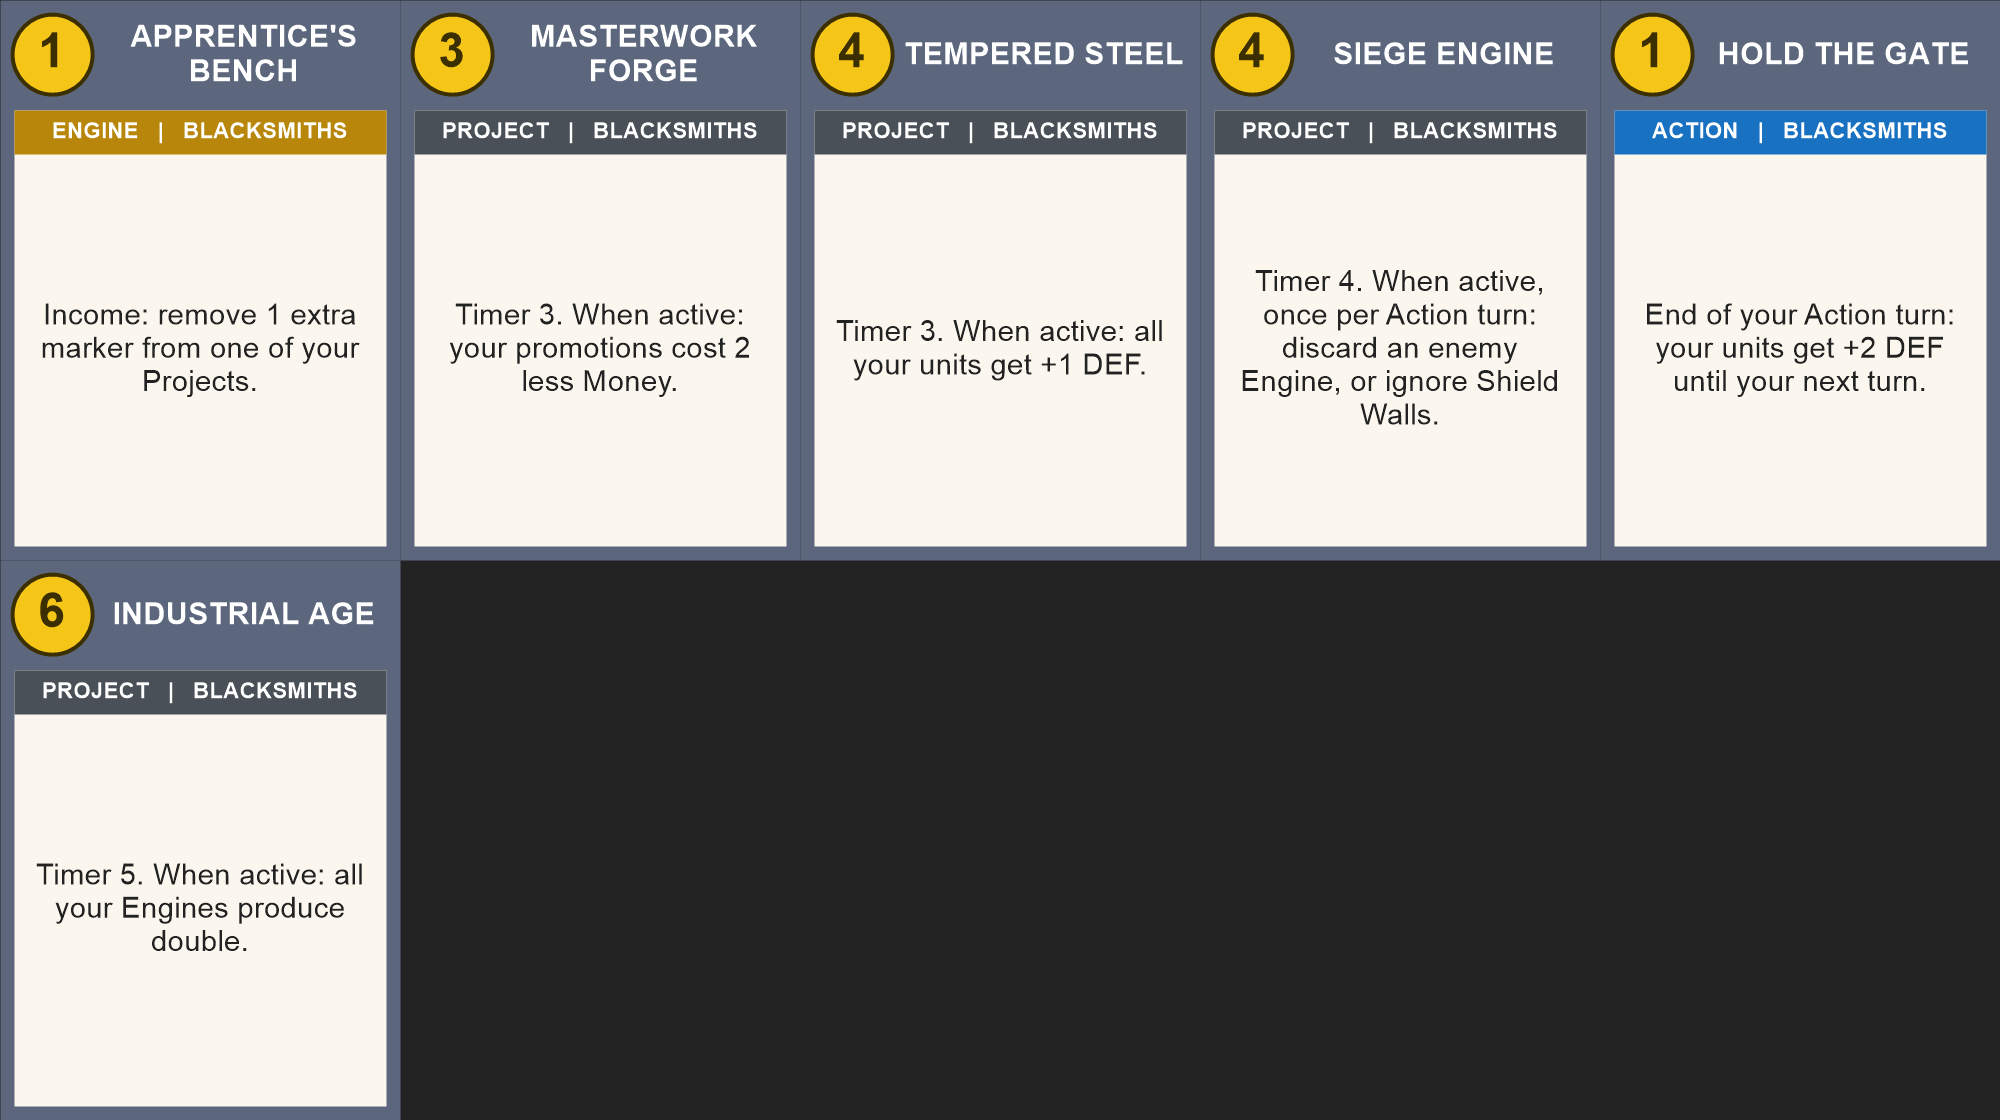 1
APPRENTICE'S
BENCH
ENGINE | BLACKSMITHS
Income: remove 1 extra
marker from one of your
Projects.
3
MASTERWORK
FORGE
PROJECT | BLACKSMITHS
Timer 3. When active:
your promotions cost 2
less Money.
4
TEMPERED STEEL
PROJECT | BLACKSMITHS
Timer 3. When active: all
your units get +1 DEF.
4
SIEGE ENGINE
PROJECT | BLACKSMITHS
Timer 4. When active,
once per Action turn:
discard an enemy
Engine, or ignore Shield
Walls.
1
HOLD THE GATE
ACTION | BLACKSMITHS
End of your Action turn:
your units get +2 DEF
until your next turn.
6
INDUSTRIAL AGE
PROJECT | BLACKSMITHS
Timer 5. When active: all
your Engines produce
double.